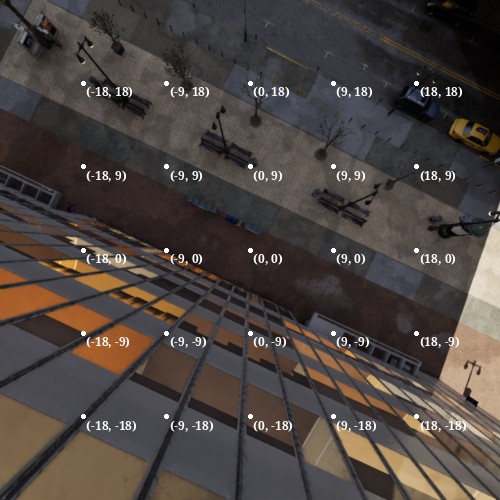 (-18, 18) (-9, 18) (0, 18) (9, 18) (18, 18)
(-18, 9) (-9, 9) (0, 9) (9, 9) (18, 9)
(-18, 0) (-9, 0) (0, 0) (9, 0) (18, 0)
(-18, -9) (-9, -9) (0, -9) (9, -9) (18, -9)
(-18, -18) (-9, -18) (0, -18) (9, -18) (18, -18)